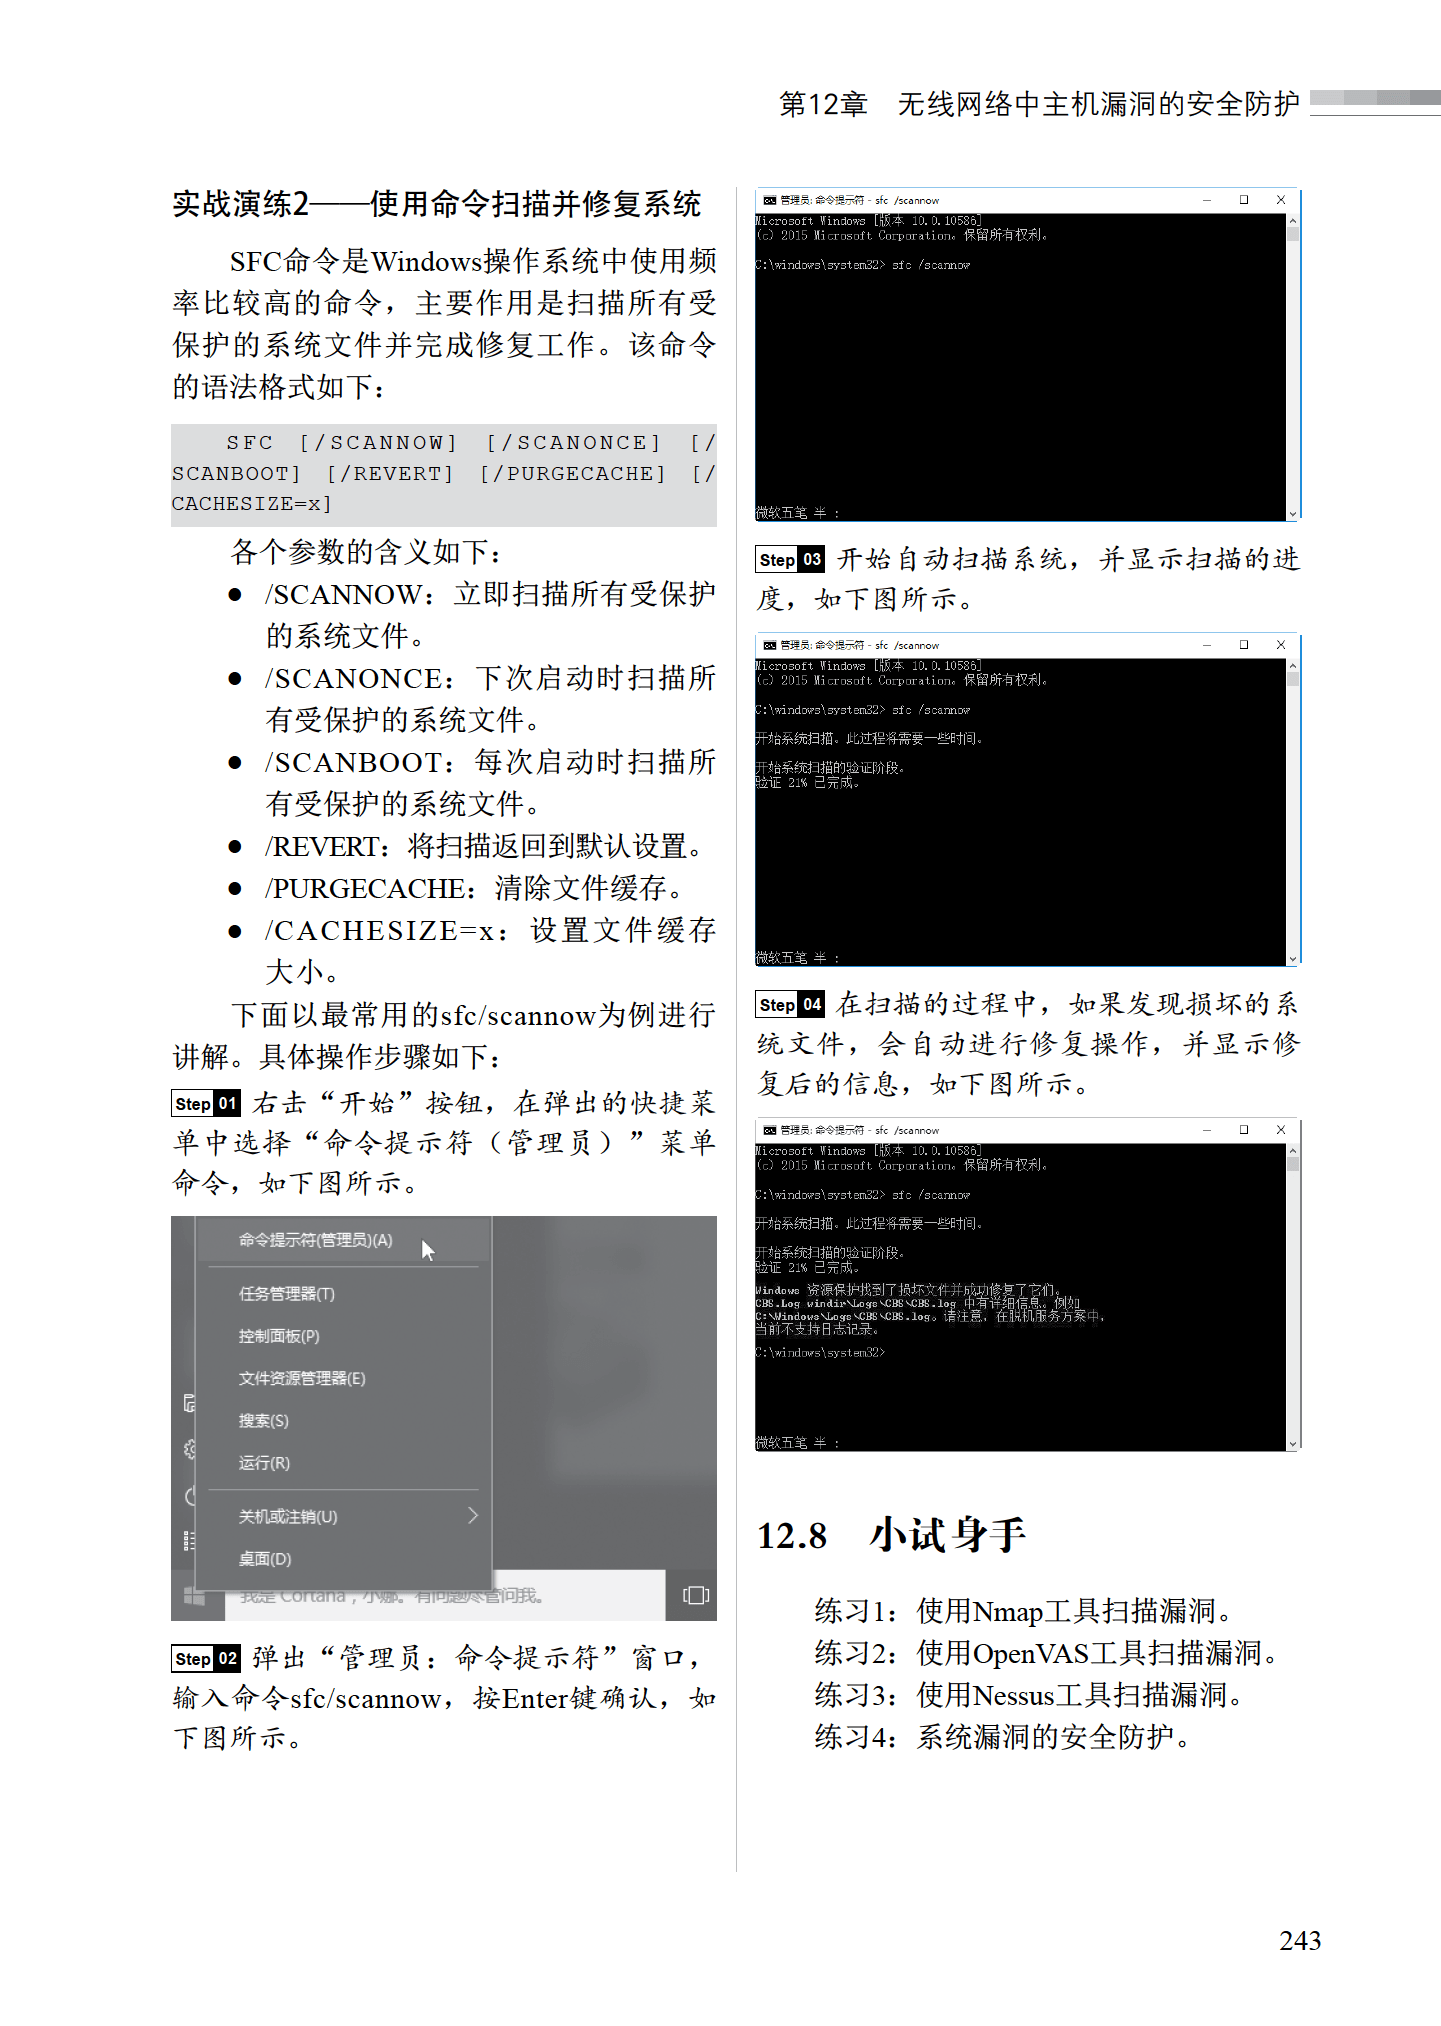 第12章　无线网络中主机漏洞的安全防护
实战演练2——使用命令扫描并修复系统
SFC命令是Windows操作系统中使用频
率比较高的命令，主要作用是扫描所有受
保护的系统文件并完成修复工作。该命令
的语法格式如下：
SFC [/SCANNOW] [/SCANONCE] [/
SCANBOOT] [/REVERT] [/PURGECACHE] [/
CACHESIZE=x]
各个参数的含义如下：
● /SCANNOW：立即扫描所有受保护
的系统文件。
● /SCANONCE：下次启动时扫描所
有受保护的系统文件。
● /SCANBOOT：每次启动时扫描所
有受保护的系统文件。
● /REVERT：将扫描返回到默认设置。
● /PURGECACHE：清除文件缓存。
● /CACHESIZE=x：设置文件缓存
大小。
下面以最常用的sfc/scannow为例进行
讲解。具体操作步骤如下：
Step 01 右击“开始”按钮，在弹出的快捷菜
单中选择“命令提示符（管理员）”菜单
命令，如下图所示。
命令提示符(管理员)(A)
任务管理器(T)
控制面板(P)
文件资源管理器(E)
搜索(S)
运行(R)
关机或注销(U)
桌面(D)
我是 Cortana，小娜。有问题尽管问我。
Step 02 弹出“管理员：命令提示符”窗口，
输入命令sfc/scannow，按Enter键确认，如
下图所示。
管理员: 命令提示符 - sfc /scannow
Microsoft Windows [版本 10.0.10586]
(c) 2015 Microsoft Corporation。保留所有权利。
C:\windows\system32> sfc /scannow
微软五笔 半 :
Step 03 开始自动扫描系统，并显示扫描的进
度，如下图所示。
管理员: 命令提示符 - sfc /scannow
Microsoft Windows [版本 10.0.10586]
(c) 2015 Microsoft Corporation。保留所有权利。
C:\windows\system32> sfc /scannow
开始系统扫描。此过程将需要一些时间。
开始系统扫描的验证阶段。
验证 21% 已完成。
微软五笔 半 :
Step 04 在扫描的过程中，如果发现损坏的系
统文件，会自动进行修复操作，并显示修
复后的信息，如下图所示。
管理员: 命令提示符 - sfc /scannow
Microsoft Windows [版本 10.0.10586]
(c) 2015 Microsoft Corporation。保留所有权利。
C:\windows\system32> sfc /scannow
开始系统扫描。此过程将需要一些时间。
开始系统扫描的验证阶段。
验证 21% 已完成。
Windows 资源保护找到了损坏文件并成功修复了它们。
CBS.Log windir\Logs\CBS\CBS.log 中有详细信息。例如
C:\Windows\Logs\CBS\CBS.log。请注意，在脱机服务方案中，
当前不支持日志记录。
C:\windows\system32>
微软五笔 半 :
12.8　小试身手
练习1：使用Nmap工具扫描漏洞。
练习2：使用OpenVAS工具扫描漏洞。
练习3：使用Nessus工具扫描漏洞。
练习4：系统漏洞的安全防护。
243